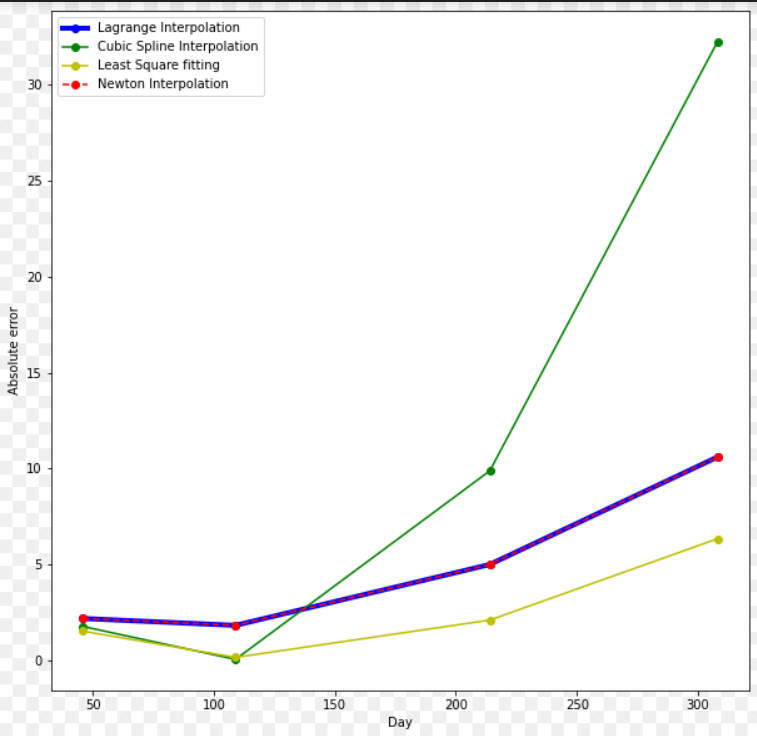 Lagrange Interpolation
Cubic Spline Interpolation
Least Square fitting
Newton Interpolation
30
25
20
15
10
5
0
Absolute error
50 100 150 200 250 300
Day